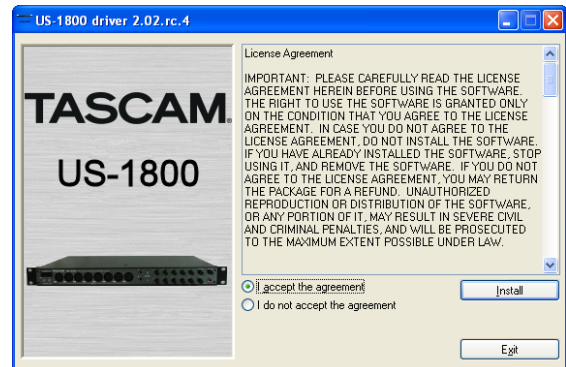 US-1800 driver 2.02.rc.4
TASCAM
US-1800
License Agreement
IMPORTANT: PLEASE CAREFULLY READ THE LICENSE
AGREEMENT HEREIN BEFORE USING THE SOFTWARE.
THE RIGHT TO USE THE SOFTWARE IS GRANTED ONLY
ON THE CONDITION THAT YOU AGREE TO THE LICENSE
AGREEMENT. IN CASE YOU DO NOT AGREE TO THE
LICENSE AGREEMENT, DO NOT INSTALL THE SOFTWARE.
IF YOU HAVE ALREADY INSTALLED THE SOFTWARE, STOP
USING IT, AND REMOVE THE SOFTWARE. IF YOU DO NOT
AGREE TO THE LICENSE AGREEMENT, YOU MAY RETURN
THE PACKAGE FOR A REFUND. UNAUTHORIZED
REPRODUCTION OR DISTRIBUTION OF THE SOFTWARE,
OR ANY PORTION OF IT, MAY RESULT IN SEVERE CIVIL
AND CRIMINAL PENALTIES, AND WILL BE PROSECUTED
TO THE MAXIMUM EXTENT POSSIBLE UNDER LAW.
I accept the agreement
I do not accept the agreement
Install
Exit